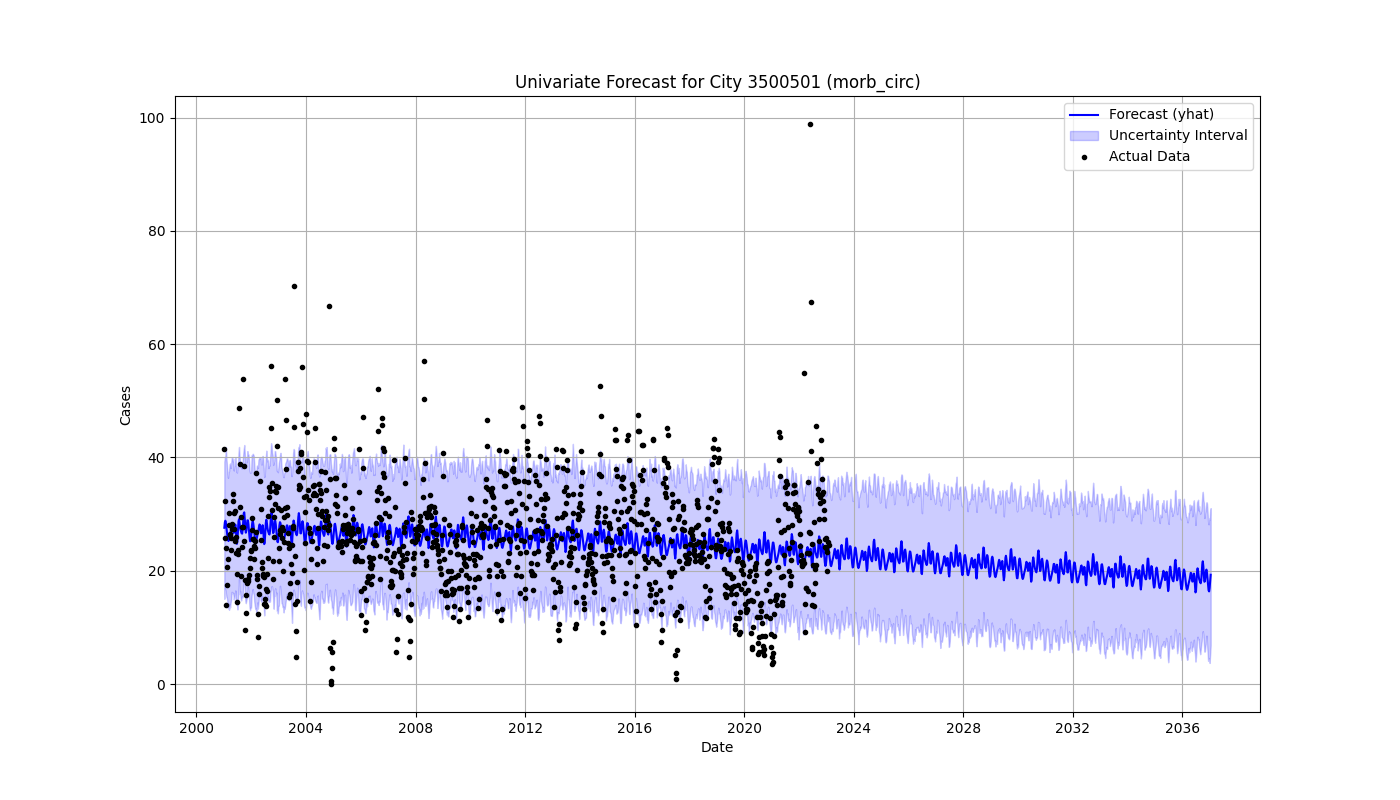 Univariate Forecast for City 3500501 (morb_circ)
Forecast (yhat)
Uncertainty Interval
Actual Data
Cases
100
80
60
40
20
0
2000 2004 2008 2012 2016 2020 2024 2028 2032 2036
Date